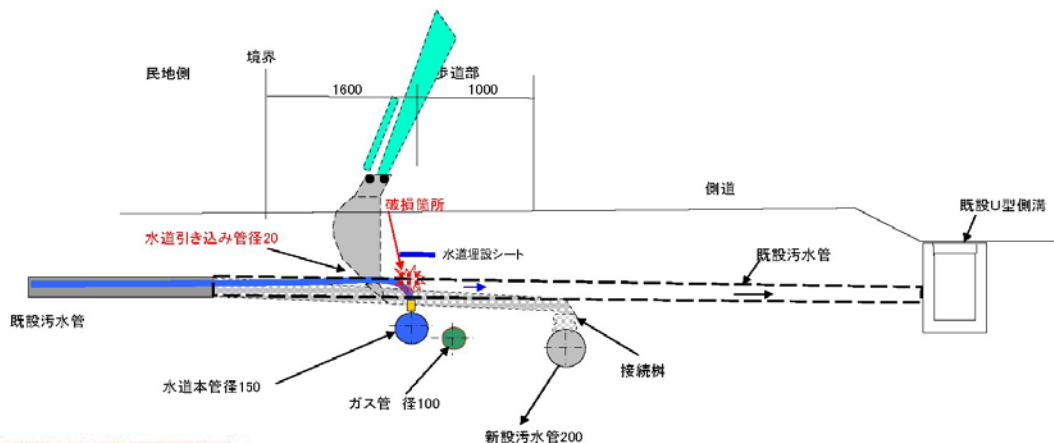 境界
民地側
歩道部
1600
1000
側道
既設U型側溝
破損箇所
水道引き込み管径20
水道埋設シート
既設汚水管
既設汚水管
水道本管径150
ガス管 径100
接続桝
新設汚水管200